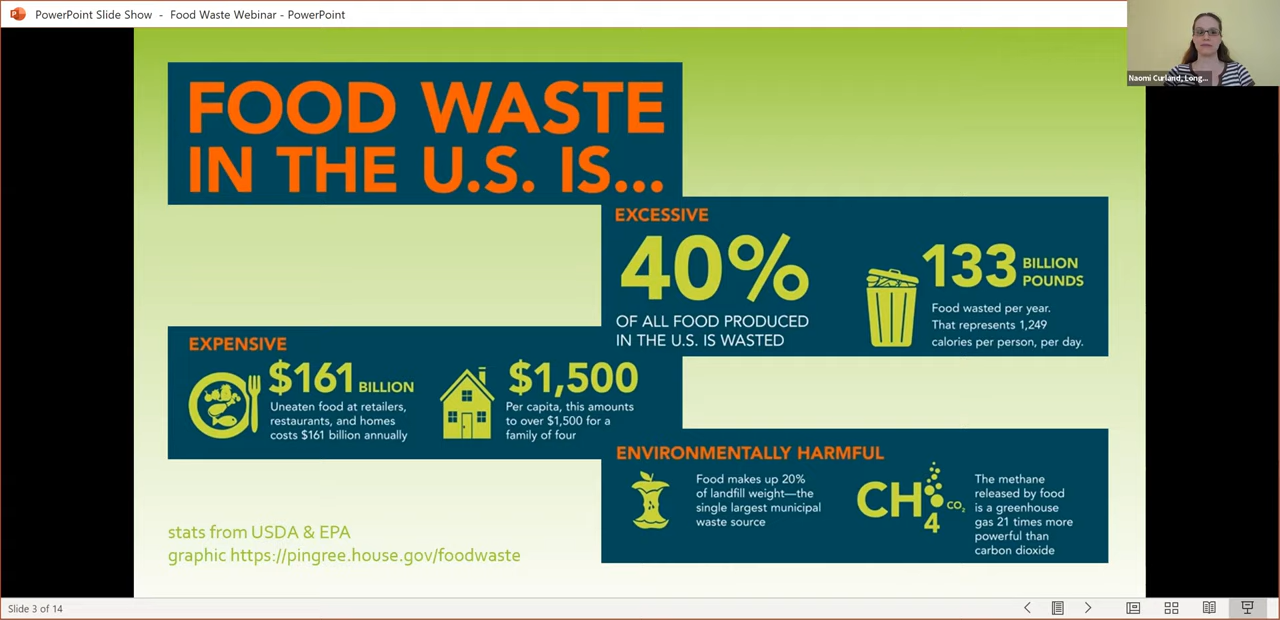 PowerPoint Slide Show - Food Waste Webinar - PowerPoint
Naomi Curland, Long...
FOOD WASTE
IN THE U.S. IS...
EXCESSIVE
40%
OF ALL FOOD PRODUCED
IN THE U.S. IS WASTED
133 BILLION
POUNDS
Food wasted per year.
That represents 1,249
calories per person, per day.
EXPENSIVE
$161 BILLION
Uneaten food at retailers,
restaurants, and homes
costs $161 billion annually
$1,500
Per capita, this amounts
to over $1,500 for a
family of four
ENVIRONMENTALLY HARMFUL
Food makes up 20%
of landfill weight—the
single largest municipal
waste source
CH4 CO2
The methane
released by food
is a greenhouse
gas 21 times more
powerful than
carbon dioxide
stats from USDA & EPA
graphic https://pingree.house.gov/foodwaste
Slide 3 of 14